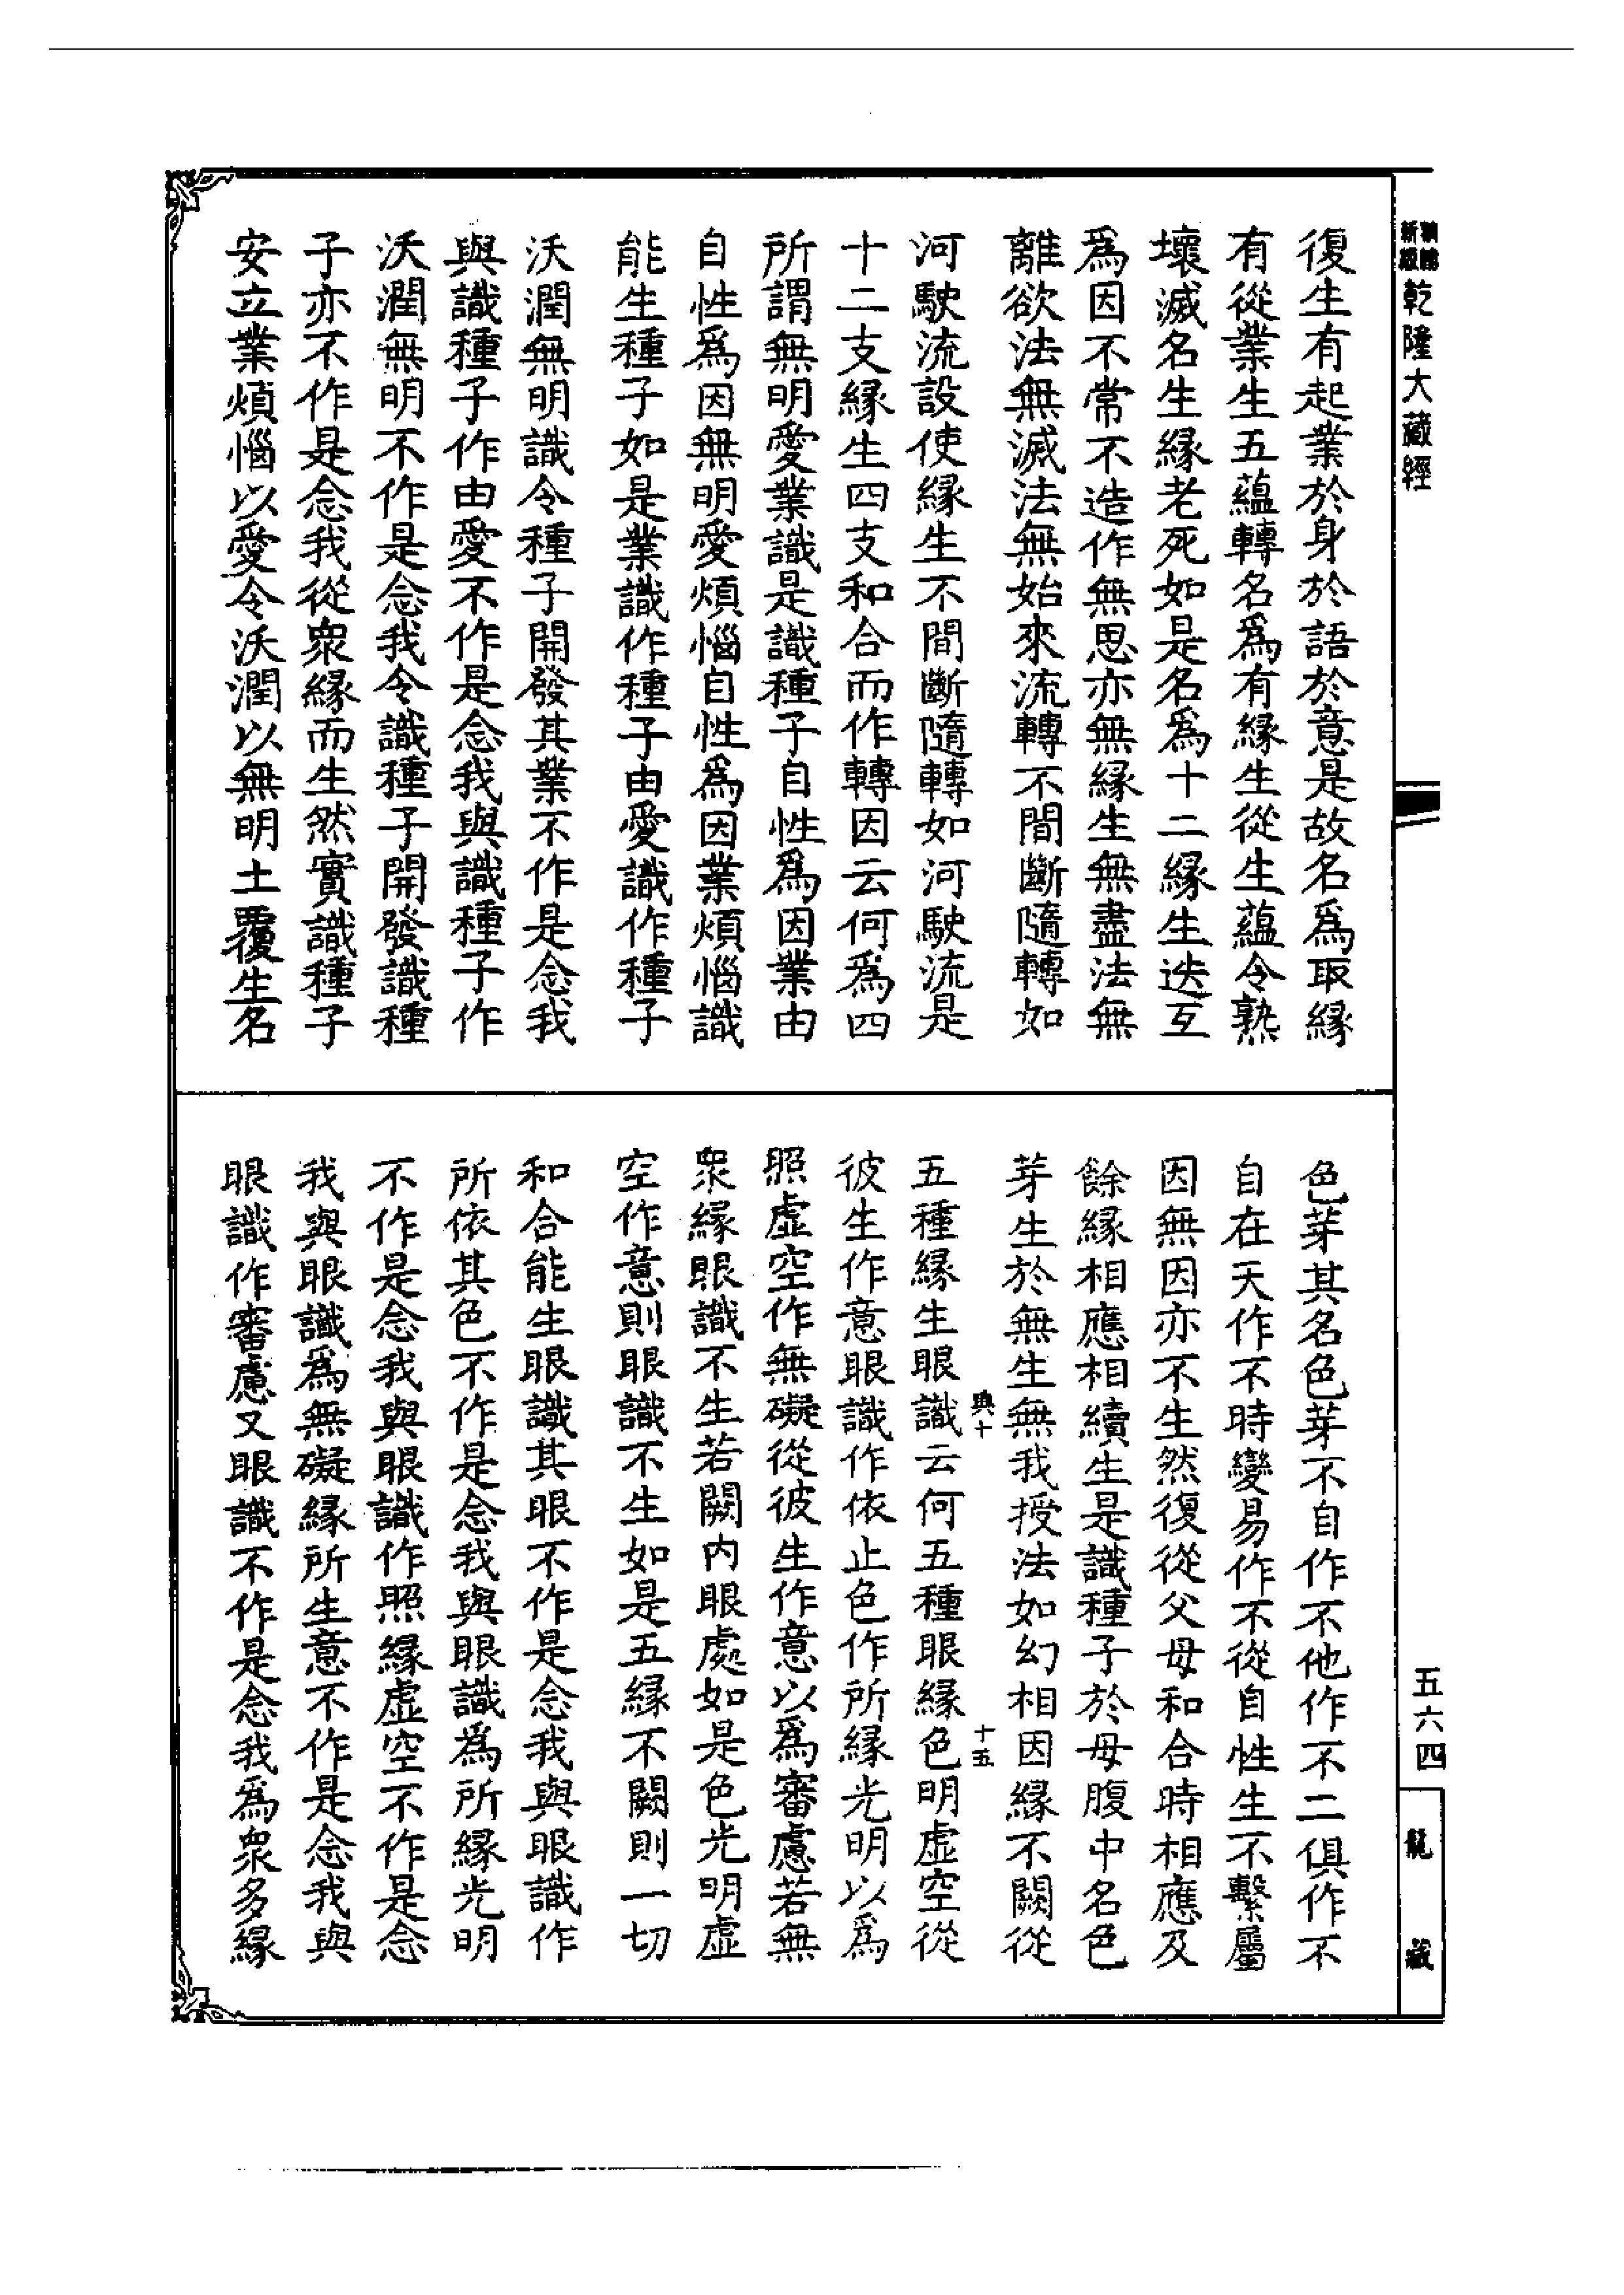 乾隆大藏經
復生有起業於身於語於意是故名爲取緣
有從業生五蘊轉名爲有緣生從生蘊令熟
壞滅名生緣老死如是名爲十二緣生迭互
爲因不常不造作無思亦無緣生無盡法無
離欲法無滅法無始來流轉不間斷隨轉如
河駛流設使緣生不間斷隨轉如河駛流是
十二支緣生四支和合而作轉因云何爲四
所謂無明愛業識是識種子自性爲因業由
自性爲因無明愛煩惱自性爲因業煩惱識
能生種子如是業識作種子由愛識作種子
沃潤無明識令種子開發其業不作是念我
與識種子作由愛不作是念我與識種子作
沃潤無明不作是念我令識種子開發識種
子亦不作是念我從衆緣而生然實識種子
安立業煩惱以愛令沃潤以無明土覆生名
色芽其名色芽不自作不他作不二俱作不
自在天作不時變易作不從自性生不繫屬
因無因亦不生然復從父母和合時相應及
餘緣相應相續生是識種子於母腹中名色
芽生於無生無我授法如幻相因緣不闕從
典十
十五
五種緣生眼識云何五種眼緣色明虛空從
彼生作意眼識作依止色作所緣光明以爲
照虛空作無礙從彼生作意以爲審慮若無
衆緣眼識不生若闕內眼處如是色光明虛
空作意則眼識不生如是五緣不闕則一切
和合能生眼識其眼不作是念我與眼識作
所依其色不作是念我與眼識爲所緣光明
不作是念我與眼識作照緣虛空不作是念
我與眼識爲無礙緣所生意不作是念我與
眼識作審慮又眼識不作是念我爲衆多緣
五六四
龍藏